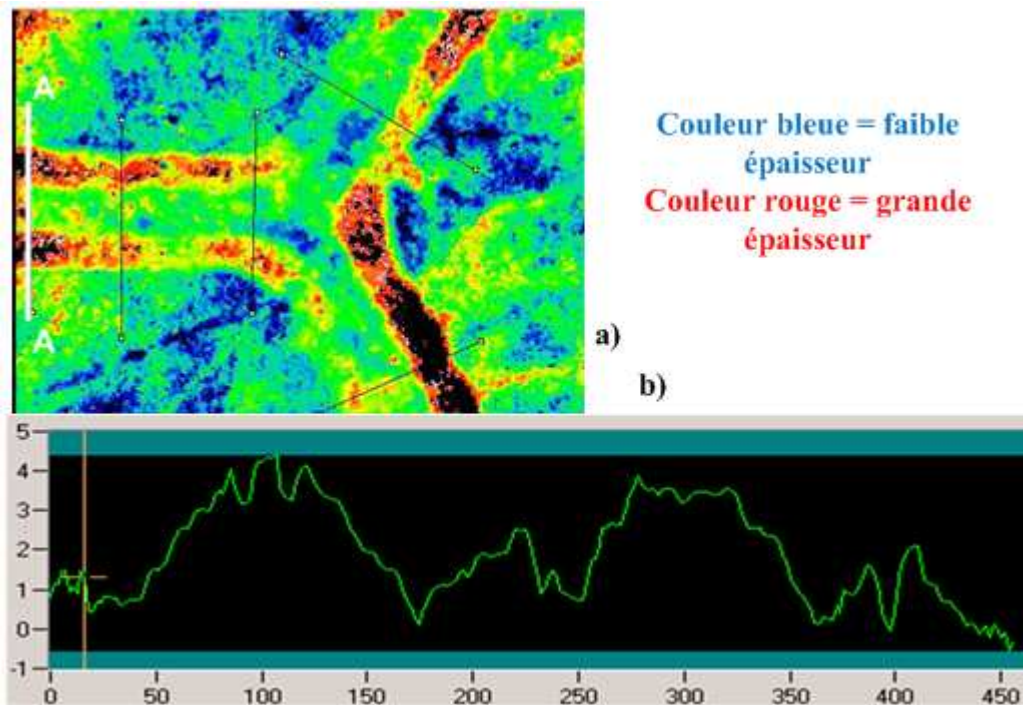 A
A
Couleur bleue = faible
épaisseur
Couleur rouge = grande
épaisseur
a)
b)
5
4
3
2
1
0
-1
0 50 100 150 200 250 300 350 400 450